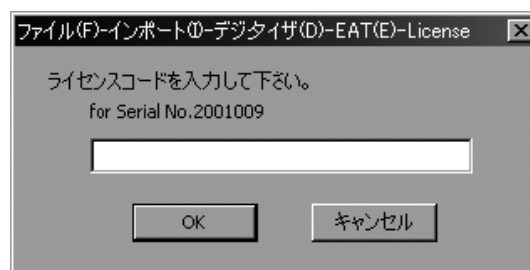 ファイル(F)-インポート(I)-デジタイザ(D)-EAT(E)-License
ライセンスコードを入力して下さい。
for Serial No.2001009
OK キャンセル